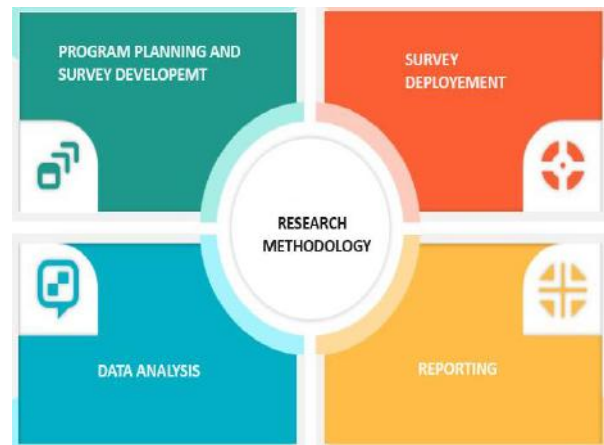 PROGRAM PLANNING AND
SURVEY DEVELOPEMT
SURVEY
DEPLOYEMENT
RESEARCH
METHODOLOGY
DATA ANALYSIS
REPORTING